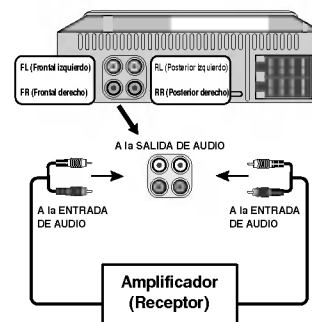 FL (Frontal izquierdo)
FR (Frontal derecho)
RL (Posterior izquierdo)
RR (Posterior derecho)
A la SALIDA DE AUDIO
A la ENTRADA
DE AUDIO
A la ENTRADA
DE AUDIO
Amplificador
(Receptor)